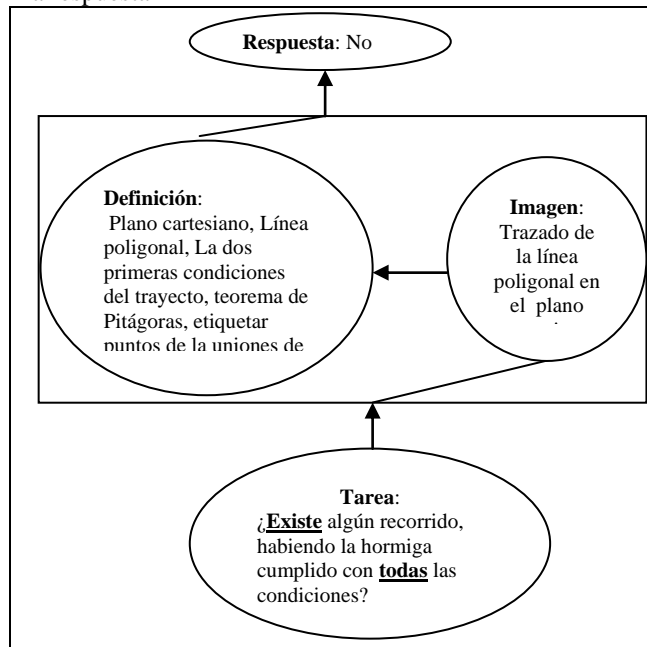 Respuesta: No
Definición:
Plano cartesiano, Línea
poligonal, La dos
primeras condiciones
del trayecto, teorema de
Pitágoras, etiquetar
puntos de la uniones de
Imagen:
Trazado de
la línea
poligonal en
el plano
Tarea:
¿Existe algún recorrido,
habiendo la hormiga
cumplido con todas las
condiciones?